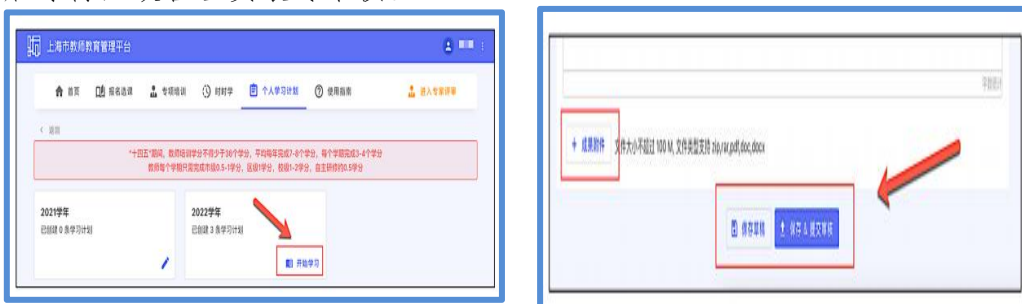 上海市教师教育管理平台
首页 报名选课 专项培训 时时学 个人学习计划 使用指南 进入专家评审
< 返回
"十四五"期间，教师培训学分不得少于36个学分，平均每年完成7-8个学分，每个学期完成3-4个学分
教师每个学期只需完成市级0.5-1学分，区级1学分，校级1-2学分，自主研修的0.5学分
2021学年
已创建 0 条学习计划
2022学年
已创建 3 条学习计划
开始学习
字数统计
+ 成果附件 文件大小不超过 100 M, 文件类型支持 zip,rar,pdf,doc,docx
保存草稿 保存 & 提交审核